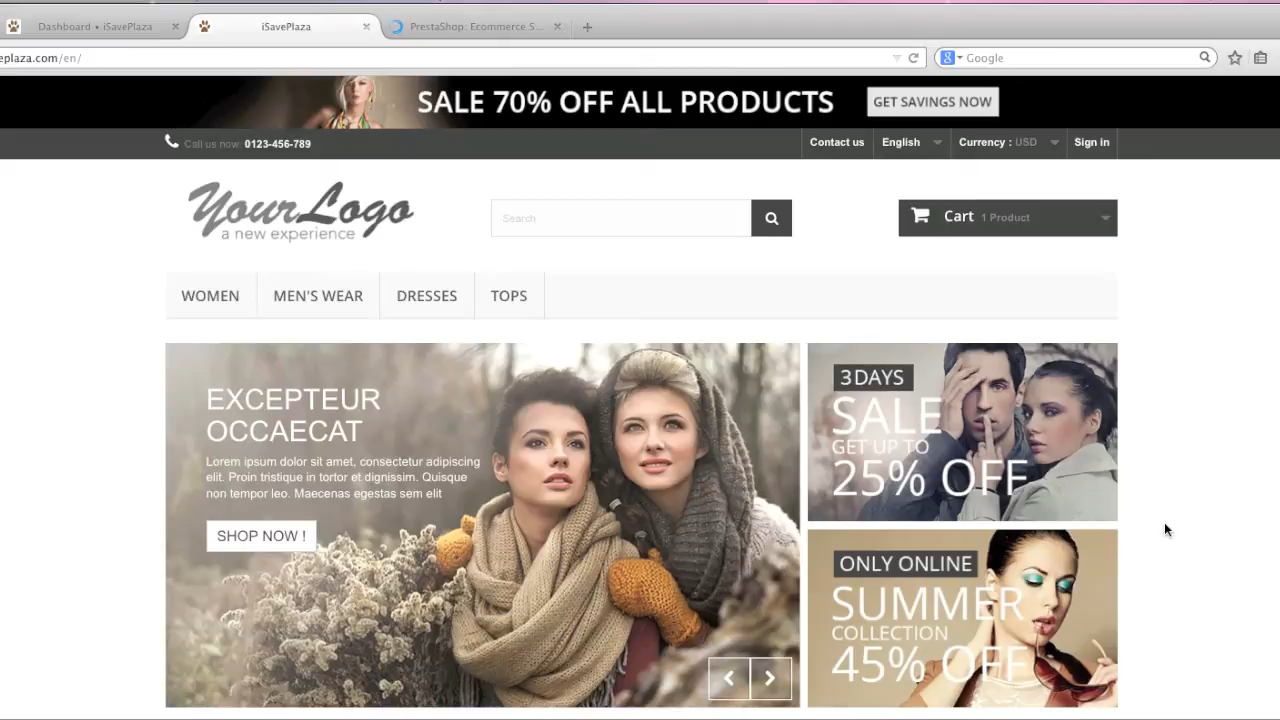 Dashboard • iSavePlaza
iSavePlaza
PrestaShop: Ecommerce S...
eplaza.com/en/
Google
SALE 70% OFF ALL PRODUCTS
GET SAVINGS NOW
Call us now: 0123-456-789
Contact us
English
Currency : USD
Sign in
YourLogo
a new experience
Search
Cart 1 Product
WOMEN
MEN'S WEAR
DRESSES
TOPS
EXCEPTEUR
OCCAECAT
Lorem ipsum dolor sit amet, consectetur adipiscing
elit. Proin tristique in tortor et dignissim. Quisque
non tempor leo. Maecenas egestas sem elit
SHOP NOW !
3 DAYS
SALE
GET UP TO
25% OFF
ONLY ONLINE
SUMMER
COLLECTION
45% OFF